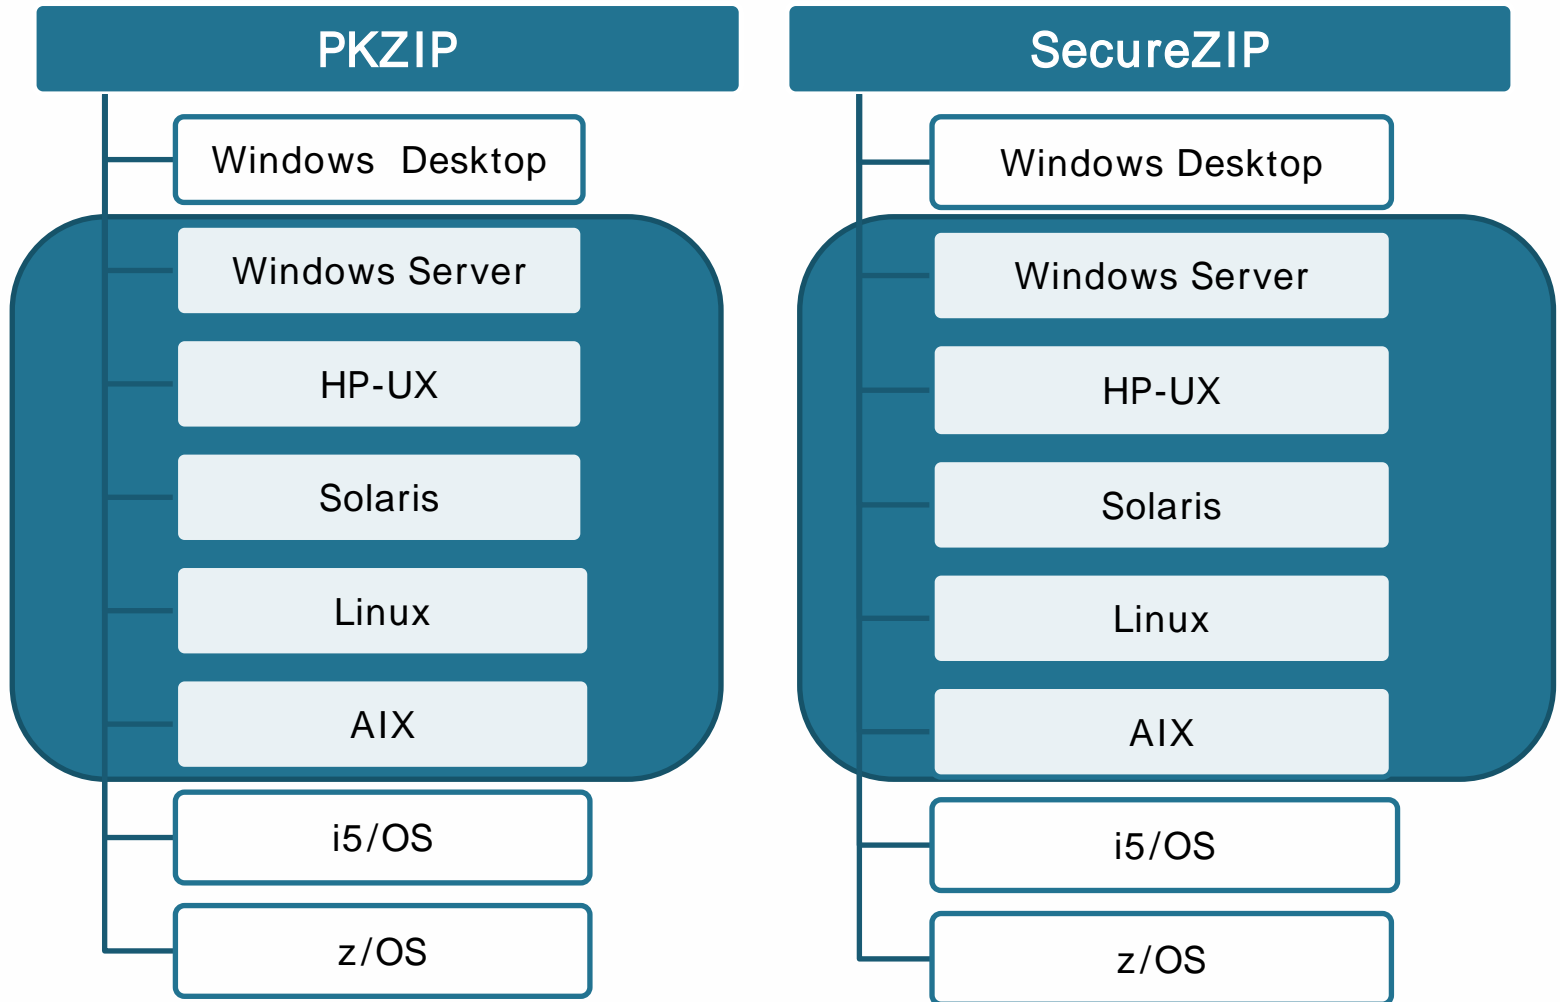 PKZIP
Windows Desktop
Windows Server
HP-UX
Solaris
Linux
AIX
i5/OS
z/OS
SecureZIP
Windows Desktop
Windows Server
HP-UX
Solaris
Linux
AIX
i5/OS
z/OS